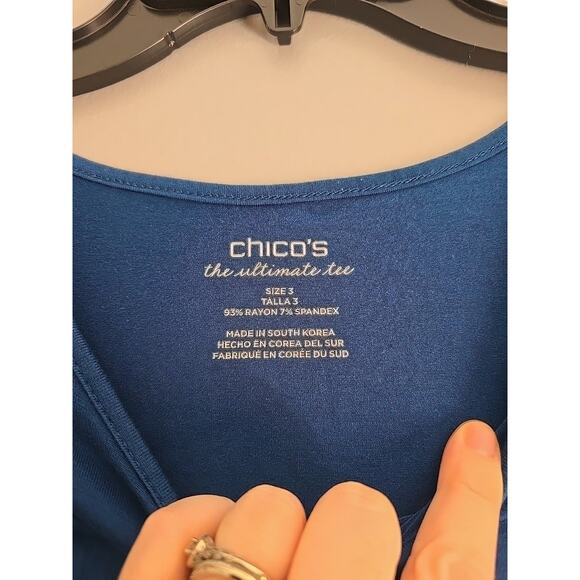 chico's
the ultimate tee
SIZE 3
TALLA 3
93% RAYON 7% SPANDEX
MADE IN SOUTH KOREA
HECHO EN COREA DEL SUR
FABRIQUÉ EN CORÉE DU SUD